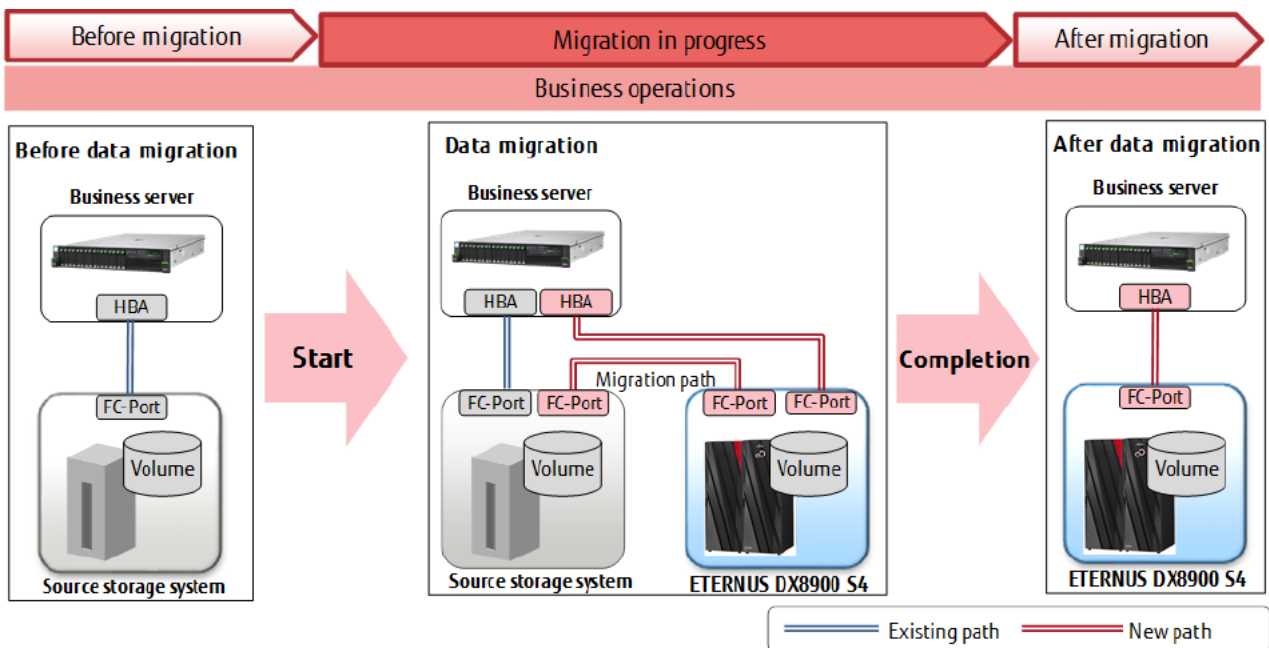 Before migration
Migration in progress
After migration
Business operations
Before data migration
Business server
HBA
FC-Port
Volume
Source storage system
Start
Data migration
Business server
HBA
HBA
Migration path
FC-Port
FC-Port
FC-Port
FC-Port
Volume
Volume
Source storage system
ETERNUS DX8900 S4
Completion
After data migration
Business server
HBA
FC-Port
Volume
ETERNUS DX8900 S4
Existing path
New path